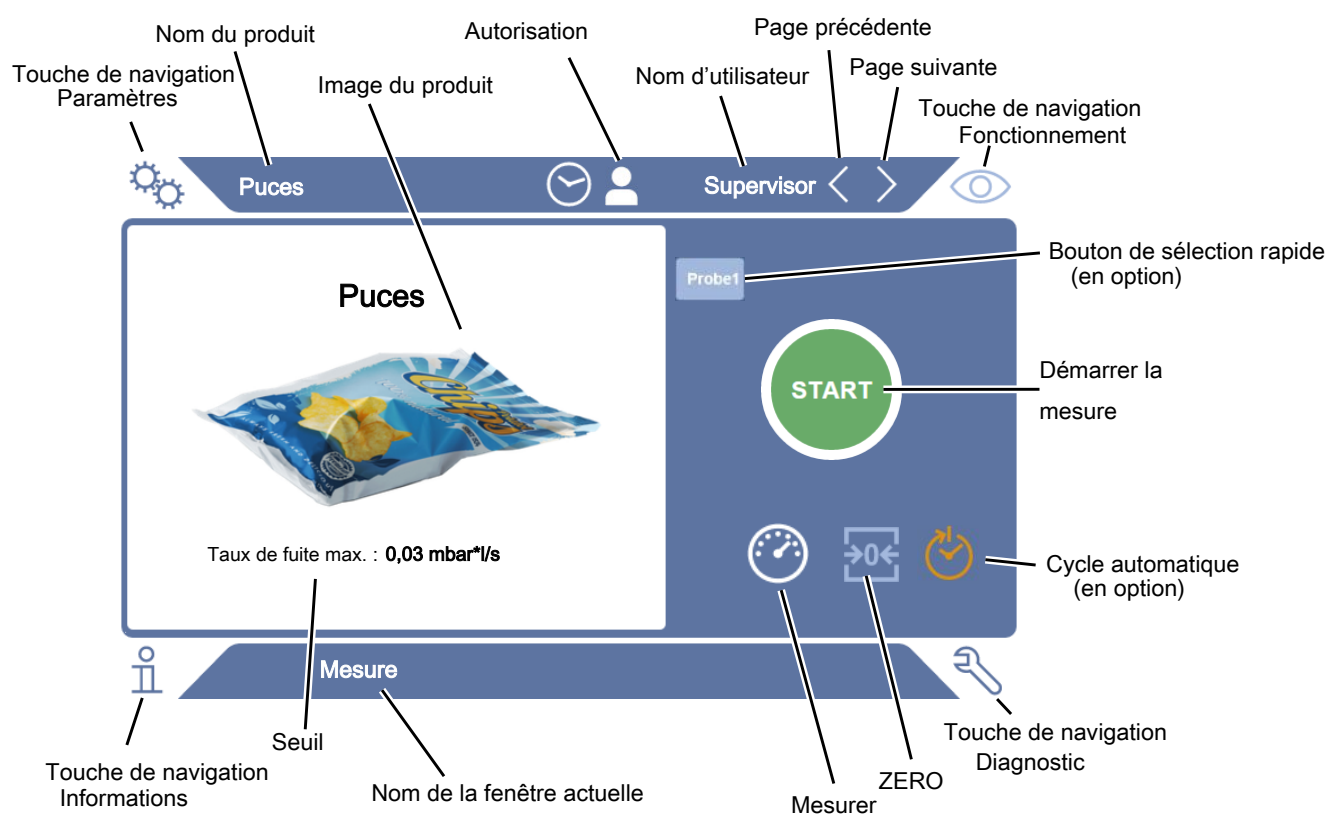 Nom du produit
Autorisation
Page précédente
Touche de navigation
Paramètres
Image du produit
Nom d'utilisateur
Page suivante
Touche de navigation
Fonctionnement
Puces
Supervisor
Puces
Probe1
Bouton de sélection rapide
(en option)
Chips
START
Démarrer la
mesure
Taux de fuite max. : 0,03 mbar*l/s
→0←
Cycle automatique
(en option)
Mesure
Seuil
Touche de navigation
Diagnostic
Touche de navigation
Informations
Nom de la fenêtre actuelle
Mesurer
ZERO